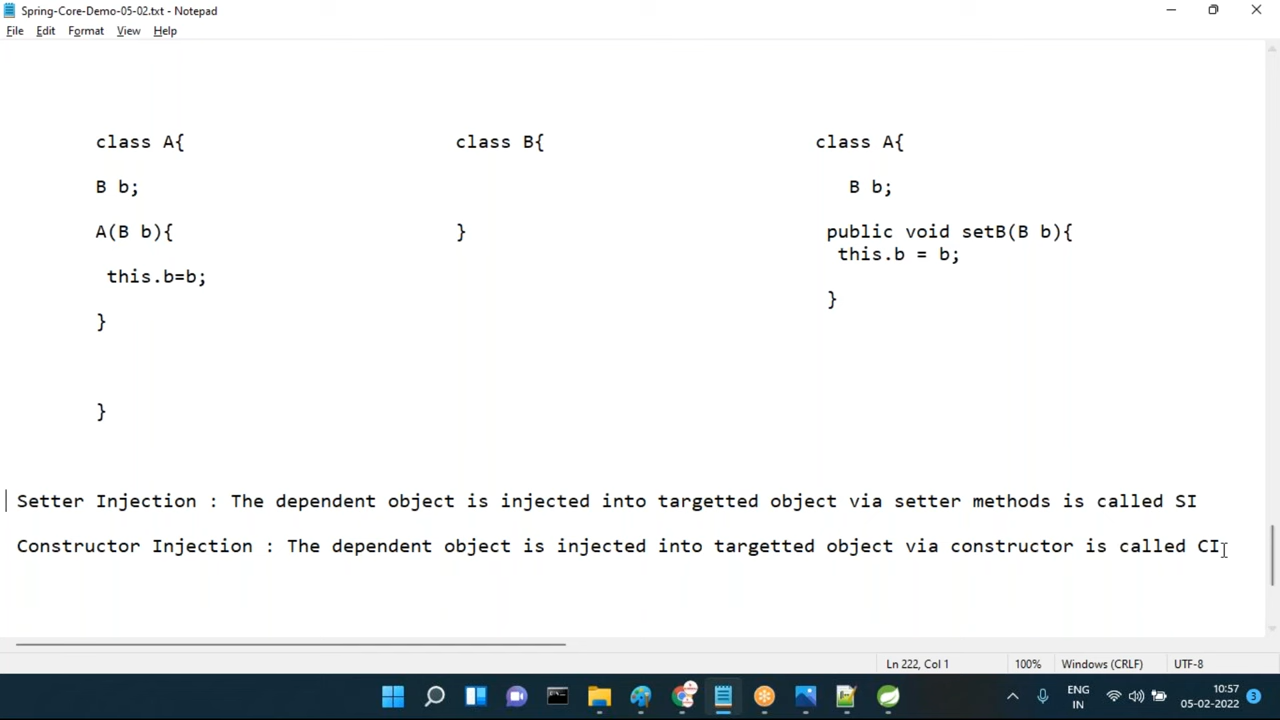 Spring-Core-Demo-05-02.txt - Notepad
File Edit Format View Help
class A{ class B{ class A{
B b; B b;
A(B b){ } public void setB(B b){
this.b = b;
this.b=b;
}
}
}
Setter Injection : The dependent object is injected into targetted object via setter methods is called SI
Constructor Injection : The dependent object is injected into targetted object via constructor is called CI
Ln 222, Col 1 100% Windows (CRLF) UTF-8
ENG 10:57
IN 05-02-2022 3